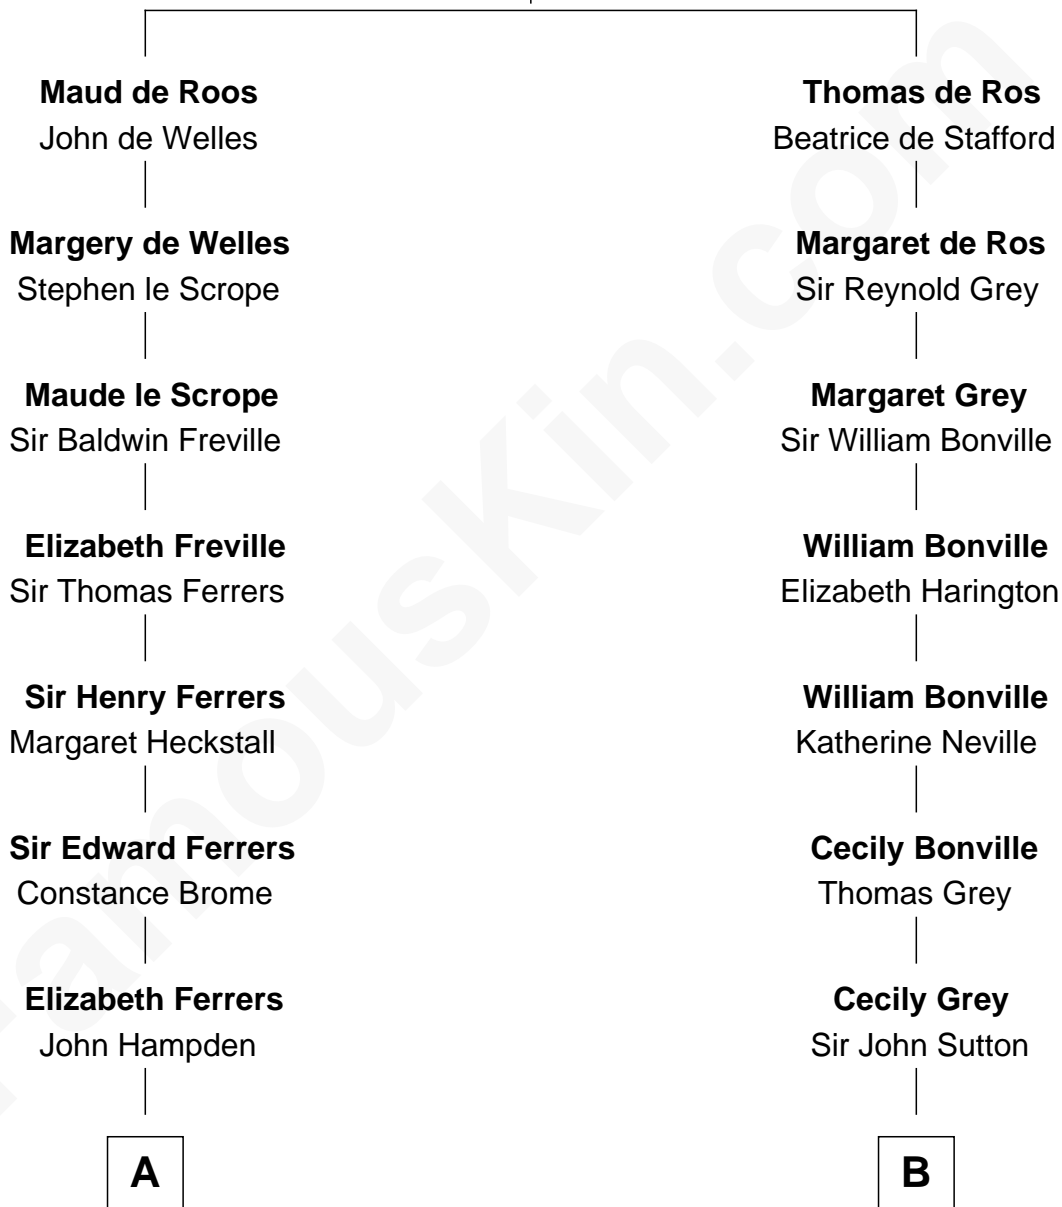 Maud de Roos
John de Welles
Margery de Welles
Stephen le Scrope
Maude le Scrope
Sir Baldwin Freville
Elizabeth Freville
Sir Thomas Ferrers
Sir Henry Ferrers
Margaret Heckstall
Sir Edward Ferrers
Constance Brome
Elizabeth Ferrers
John Hampden
A
Thomas de Ros
Beatrice de Stafford
Margaret de Ros
Sir Reynold Grey
Margaret Grey
Sir William Bonville
William Bonville
Elizabeth Harington
William Bonville
Katherine Neville
Cecily Bonville
Thomas Grey
Cecily Grey
Sir John Sutton
B
FamousKin.com